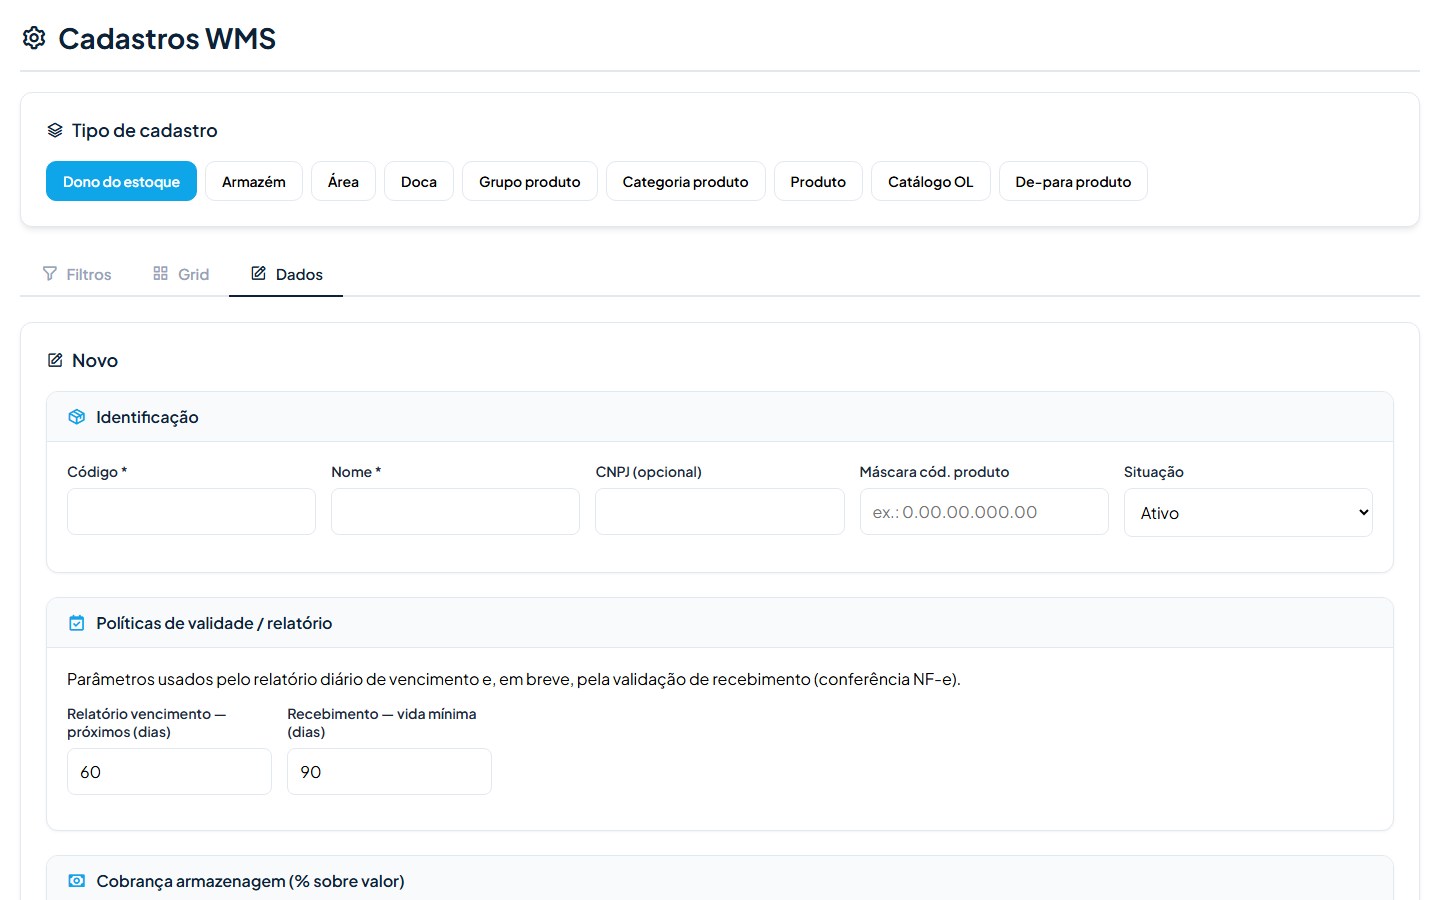 Cadastros WMS
Tipo de cadastro
Dono do estoque
Armazém
Área
Doca
Grupo produto
Categoria produto
Produto
Catálogo OL
De-para produto
Filtros
Grid
Dados
Novo
Identificação
Código *
Nome *
CNPJ (opcional)
Máscara cód. produto
Situação
ex.: 0.00.00.000.00
Ativo
Políticas de validade / relatório
Parâmetros usados pelo relatório diário de vencimento e, em breve, pela validação de recebimento (conferência NF-e).
Relatório vencimento —
próximos (dias)
Recebimento — vida mínima
(dias)
60
90
Cobrança armazenagem (% sobre valor)